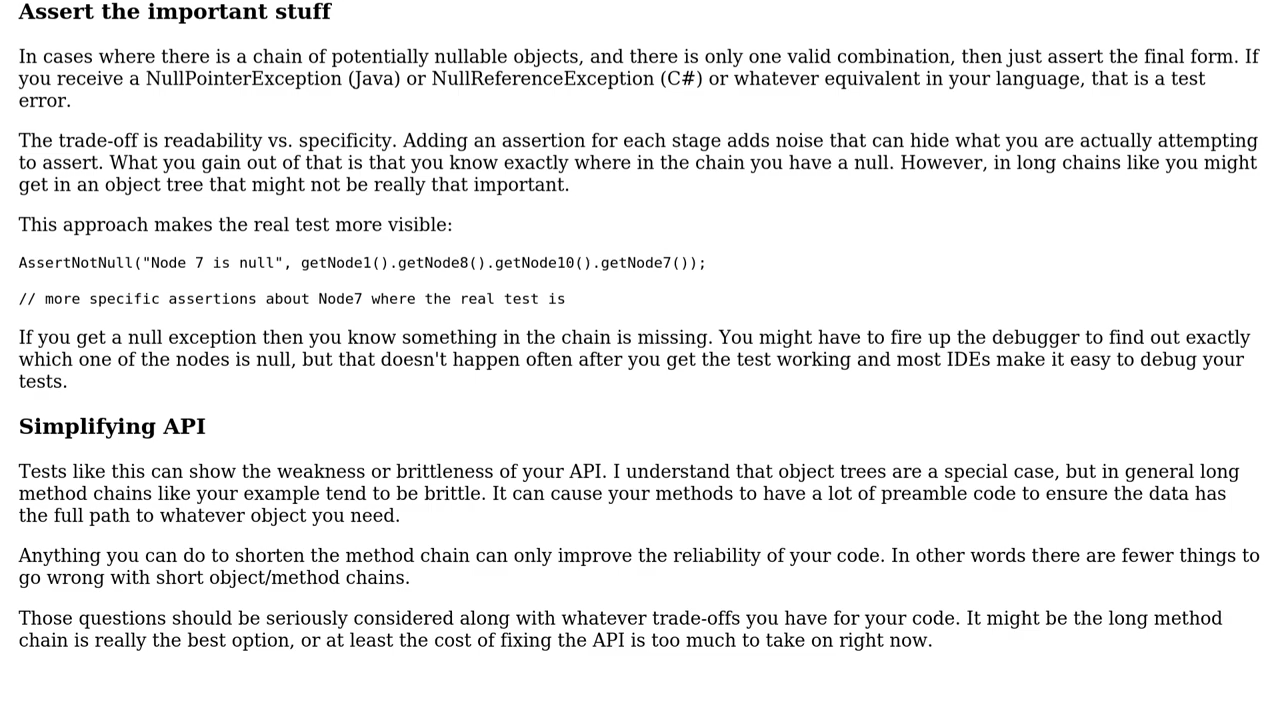 Assert the important stuff
In cases where there is a chain of potentially nullable objects, and there is only one valid combination, then just assert the final form. If
you receive a NullPointerException (Java) or NullReferenceException (C#) or whatever equivalent in your language, that is a test
error.
The trade-off is readability vs. specificity. Adding an assertion for each stage adds noise that can hide what you are actually attempting
to assert. What you gain out of that is that you know exactly where in the chain you have a null. However, in long chains like you might
get in an object tree that might not be really that important.
This approach makes the real test more visible:
AssertNotNull("Node 7 is null", getNode1().getNode8().getNode10().getNode7());
// more specific assertions about Node7 where the real test is
If you get a null exception then you know something in the chain is missing. You might have to fire up the debugger to find out exactly
which one of the nodes is null, but that doesn't happen often after you get the test working and most IDEs make it easy to debug your
tests.
Simplifying API
Tests like this can show the weakness or brittleness of your API. I understand that object trees are a special case, but in general long
method chains like your example tend to be brittle. It can cause your methods to have a lot of preamble code to ensure the data has
the full path to whatever object you need.
Anything you can do to shorten the method chain can only improve the reliability of your code. In other words there are fewer things to
go wrong with short object/method chains.
Those questions should be seriously considered along with whatever trade-offs you have for your code. It might be the long method
chain is really the best option, or at least the cost of fixing the API is too much to take on right now.